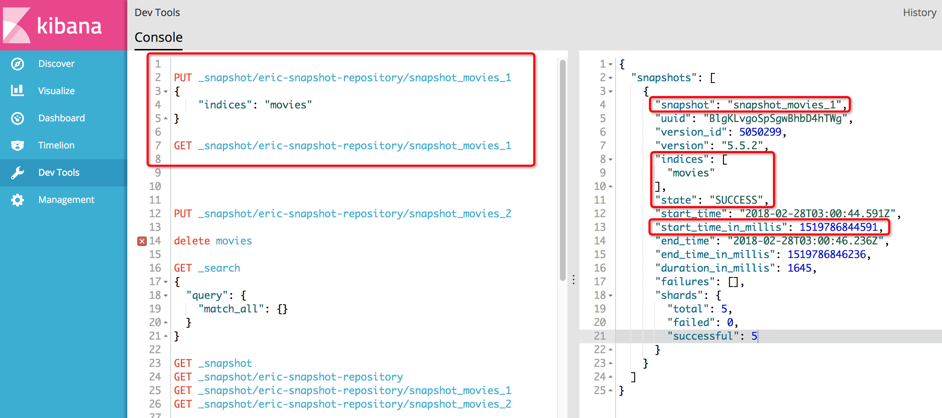 kibana
Discover
Visualize
Dashboard
Timelion
Dev Tools
Management
Dev Tools
History
Console
1
2 PUT _snapshot/eric-snapshot-repository/snapshot_movies_1
3 {
4 "indices": "movies"
5 }
6
7 GET _snapshot/eric-snapshot-repository/snapshot_movies_1
8
9
10
11
12 PUT _snapshot/eric-snapshot-repository/snapshot_movies_2
13
14 delete movies
15
16 GET _search
17 {
18 "query": {
19 "match_all": {}
20 }
21 }
22
23 GET _snapshot
24 GET _snapshot/eric-snapshot-repository
25 GET _snapshot/eric-snapshot-repository/snapshot_movies_1
26 GET _snapshot/eric-snapshot-repository/snapshot_movies_2
27
1 {
2 "snapshots": [
3 {
4 "snapshot": "snapshot_movies_1",
5 "uuid": "BlgKLvgoSpSgwBhbD4hTWg",
6 "version_id": 5050299,
7 "version": "5.5.2",
8 "indices": [
9 "movies"
10 ],
11 "state": "SUCCESS",
12 "start_time": "2018-02-28T03:00:44.591Z",
13 "start_time_in_millis": 1519786844591,
14 "end_time": "2018-02-28T03:00:46.236Z",
15 "end_time_in_millis": 1519786846236,
16 "duration_in_millis": 1645,
17 "failures": [],
18 "shards": {
19 "total": 5,
20 "failed": 0,
21 "successful": 5
22 }
23 }
24 ]
25 }